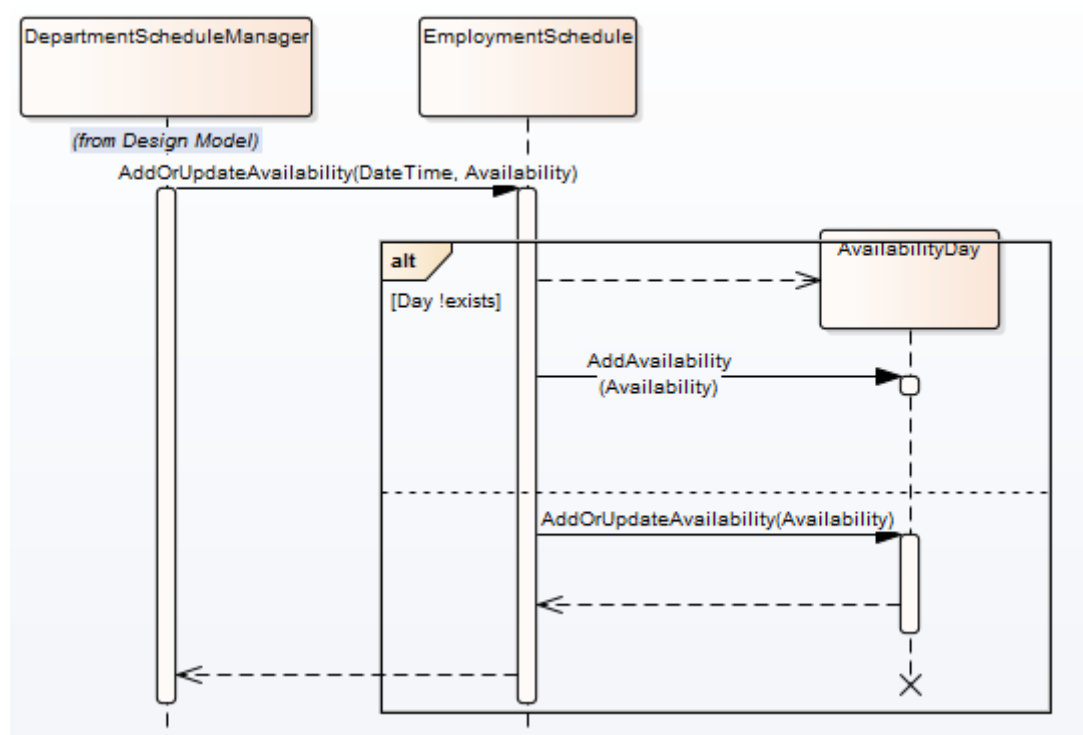 DepartmentScheduleManager
EmploymentSchedule
(from Design Model)
AddOrUpdateAvailability(DateTime, Availability)
AvailabilityDay
alt
[Day !exists]
AddAvailability
(Availability)
AddOrUpdateAvailability(Availability)